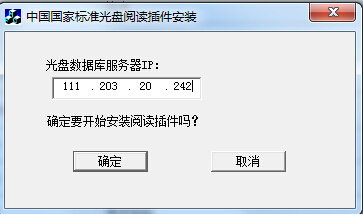 中国国家标准光盘阅读插件安装
光盘数据库服务器IP：
111 . 203 . 20 . 242
确定要开始安装阅读插件吗？
确定
取消